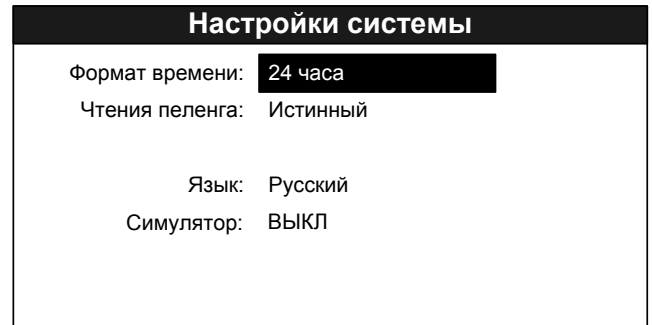 Настройки системы
Формат времени: 24 часа
Чтения пеленга: Истинный
Язык: Русский
Симулятор: ВЫКЛ